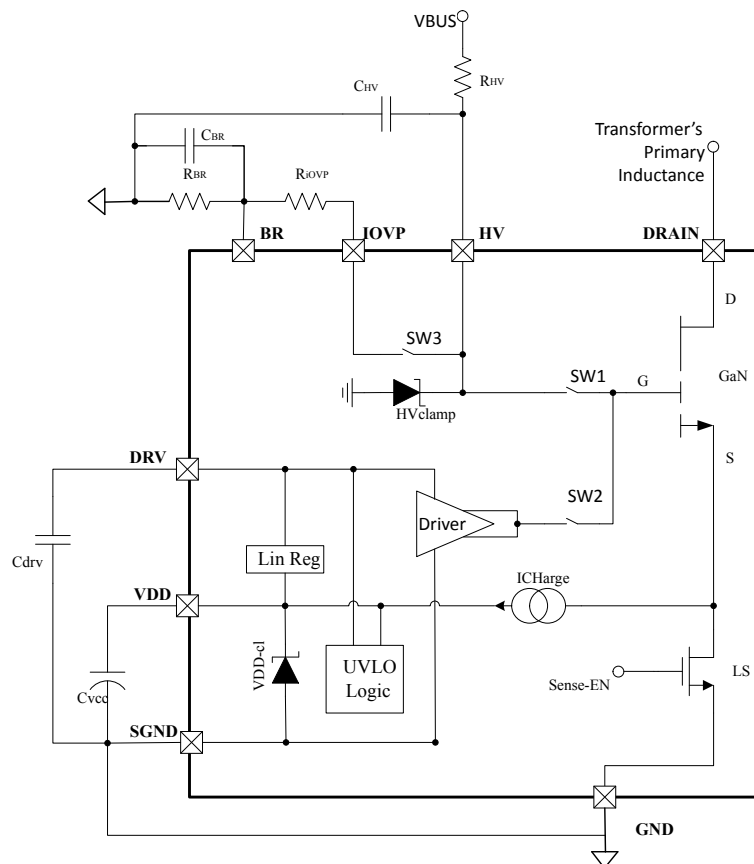 VBUS
CHV
RHV
CBR
Transformer's
Primary
Inductance
RBR
RiOVP
BR
IOVP
HV
DRAIN
D
SW3
GaN
SW1
G
HVclamp
S
DRV
SW2
Driver
Lin Reg
Cdrv
ICHarge
VDD
VDD-cl
UVLO
Logic
LS
Sense-EN
Cvcc
SGND
GND